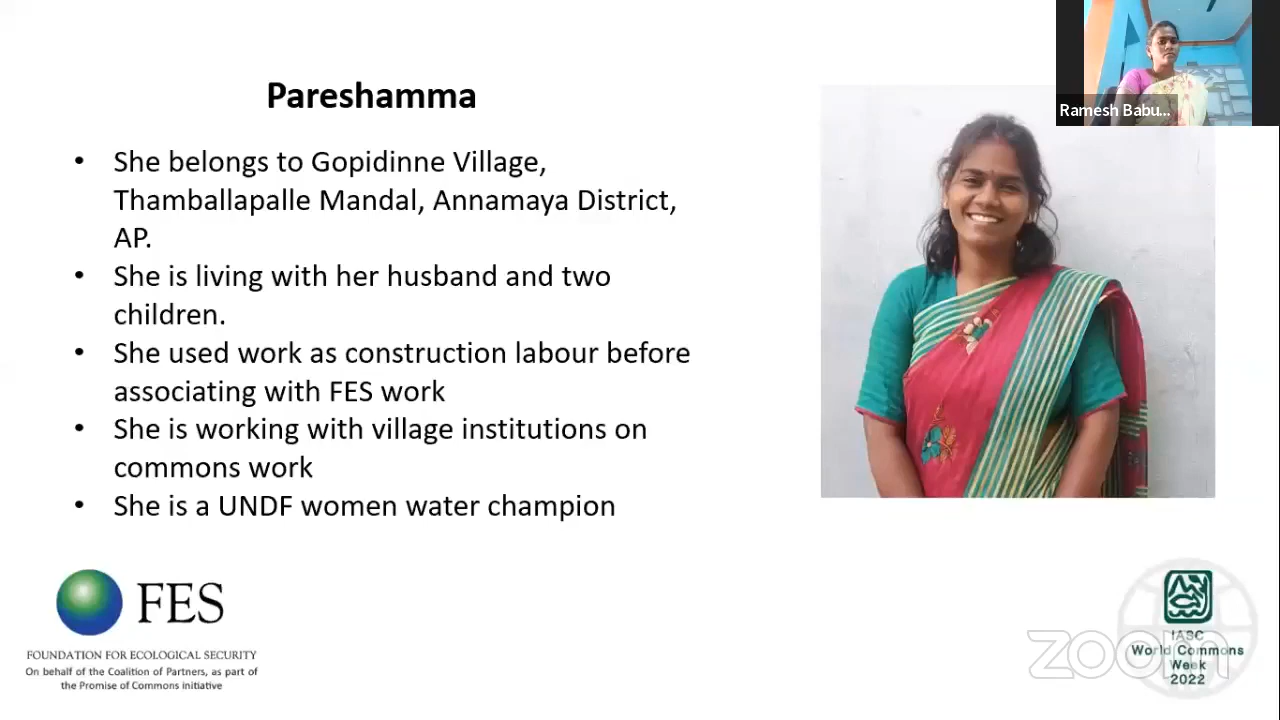 Pareshamma
• She belongs to Gopidinne Village,
Thamballapalle Mandal, Annamaya District,
AP.
• She is living with her husband and two
children.
• She used work as construction labour before
associating with FES work
• She is working with village institutions on
commons work
• She is a UNDF women water champion
Ramesh Babu...
FES
FOUNDATION FOR ECOLOGICAL SECURITY
On behalf of the Coalition of Partners, as part of
the Promise of Commons initiative
zoom
IASC
World Commons
Week
2022